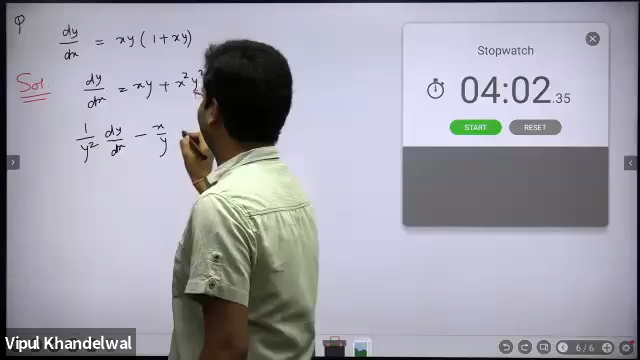 φ dy/dx = xy ( 1 + xy )
Sol. dy/dx = xy + x²y²
1/y² dy/dx − x/y
Stopwatch
04:02.35
START RESET
Vipul Khandelwal
6 / 6